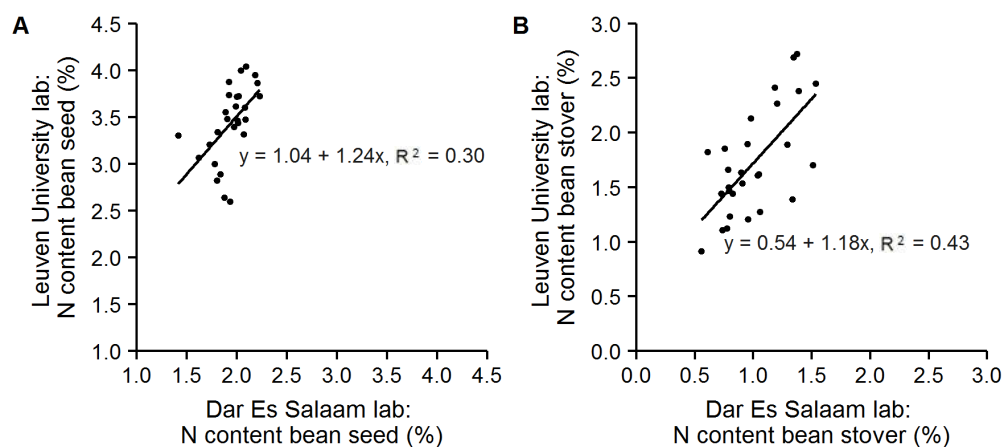 A
Leuven University lab:
N content bean seed (%)
4.5
4.0
3.5
3.0
2.5
2.0
1.5
1.0
y = 1.04 + 1.24x, R² = 0.30
1.0 1.5 2.0 2.5 3.0 3.5 4.0 4.5
Dar Es Salaam lab:
N content bean seed (%)
B
Leuven University lab:
N content bean stover (%)
3.0
2.5
2.0
1.5
1.0
0.5
0.0
y = 0.54 + 1.18x, R² = 0.43
0.0 0.5 1.0 1.5 2.0 2.5 3.0
Dar Es Salaam lab:
N content bean stover (%)